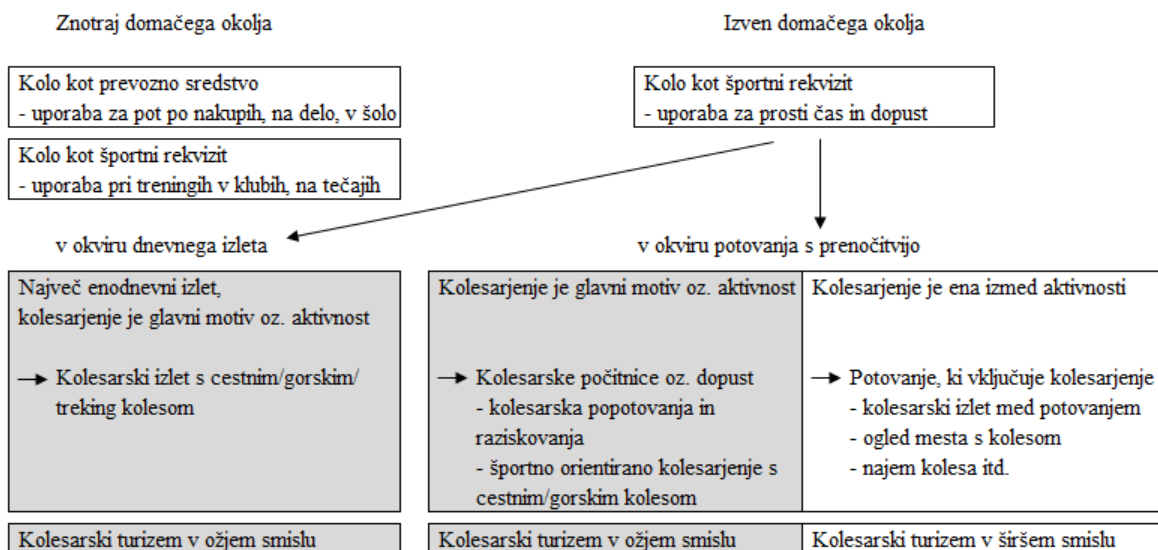 Znotraj domačega okolja
Izven domačega okolja
Kolo kot prevozno sredstvo
- uporaba za pot po nakupih, na delo, v šolo
Kolo kot športni rekvizit
- uporaba pri treningih v klubih, na tečajih
Kolo kot športni rekvizit
- uporaba za prosti čas in dopust
v okviru dnevnega izleta
v okviru potovanja s prenočitvijo
Največ enodnevni izlet,
kolesarjenje je glavni motiv oz. aktivnost
Kolesarski izlet s cestnim/gorskim/
treking kolesom
Kolesarski turizem v ožjem smislu
Kolesarjenje je glavni motiv oz. aktivnost
Kolesarske počitnice oz. dopust
- kolesarska popotovanja in
raziskovanja
- športno orientirano kolesarjenje s
cestnim/gorskim kolesom
Kolesarski turizem v ožjem smislu
Kolesarjenje je ena izmed aktivnosti
Potovanje, ki vključuje kolesarjenje
- kolesarski izlet med potovanjem
- ogled mesta s kolesom
- najem kolesa itd.
Kolesarski turizem v širšem smislu